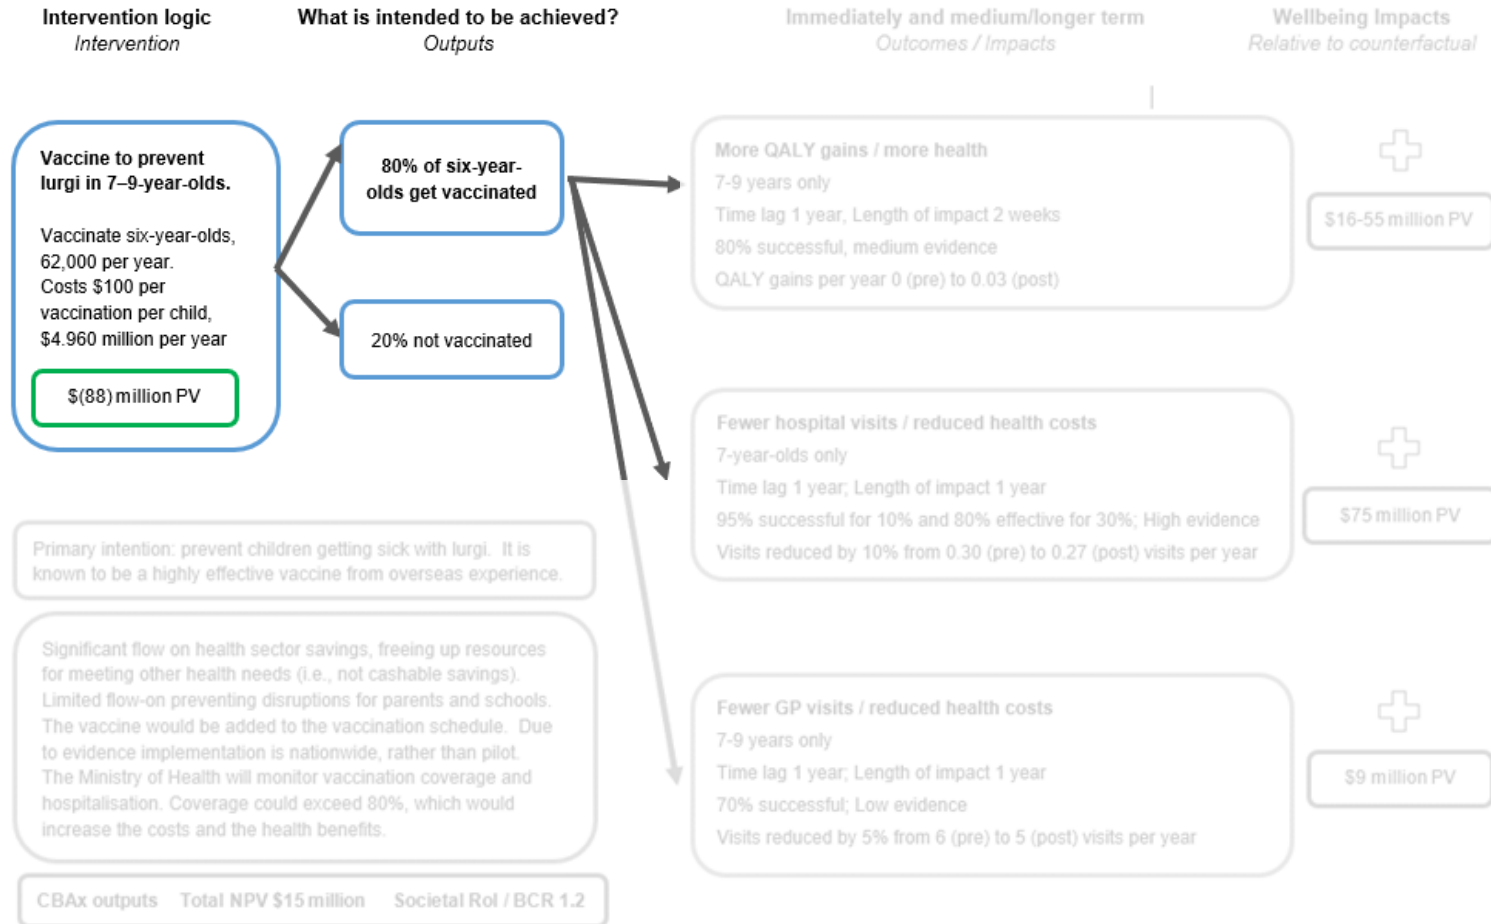 Intervention logic
Intervention
What is intended to be achieved?
Outputs
Immediately and medium/longer term
Outcomes / Impacts
Wellbeing Impacts
Relative to counterfactual
Vaccine to prevent
lurgi in 7–9-year-olds.
Vaccinate six-year-olds,
62,000 per year.
Costs $100 per
vaccination per child,
$4.960 million per year
$(88) million PV
80% of six-year-
olds get vaccinated
20% not vaccinated
More QALY gains / more health
7-9 years only
Time lag 1 year, Length of impact 2 weeks
80% successful, medium evidence
QALY gains per year 0 (pre) to 0.03 (post)
$16-55 million PV
Fewer hospital visits / reduced health costs
7-year-olds only
Time lag 1 year; Length of impact 1 year
95% successful for 10% and 80% effective for 30%; High evidence
Visits reduced by 10% from 0.30 (pre) to 0.27 (post) visits per year
$75 million PV
Fewer GP visits / reduced health costs
7-9 years only
Time lag 1 year; Length of impact 1 year
70% successful; Low evidence
Visits reduced by 5% from 6 (pre) to 5 (post) visits per year
$9 million PV
Primary intention: prevent children getting sick with lurgi. It is
known to be a highly effective vaccine from overseas experience.
Significant flow on health sector savings, freeing up resources
for meeting other health needs (i.e., not cashable savings).
Limited flow-on preventing disruptions for parents and schools.
The vaccine would be added to the vaccination schedule. Due
to evidence implementation is nationwide, rather than pilot.
The Ministry of Health will monitor vaccination coverage and
hospitalisation. Coverage could exceed 80%, which would
increase the costs and the health benefits.
CBAx outputs Total NPV $15 million Societal RoI / BCR 1.2